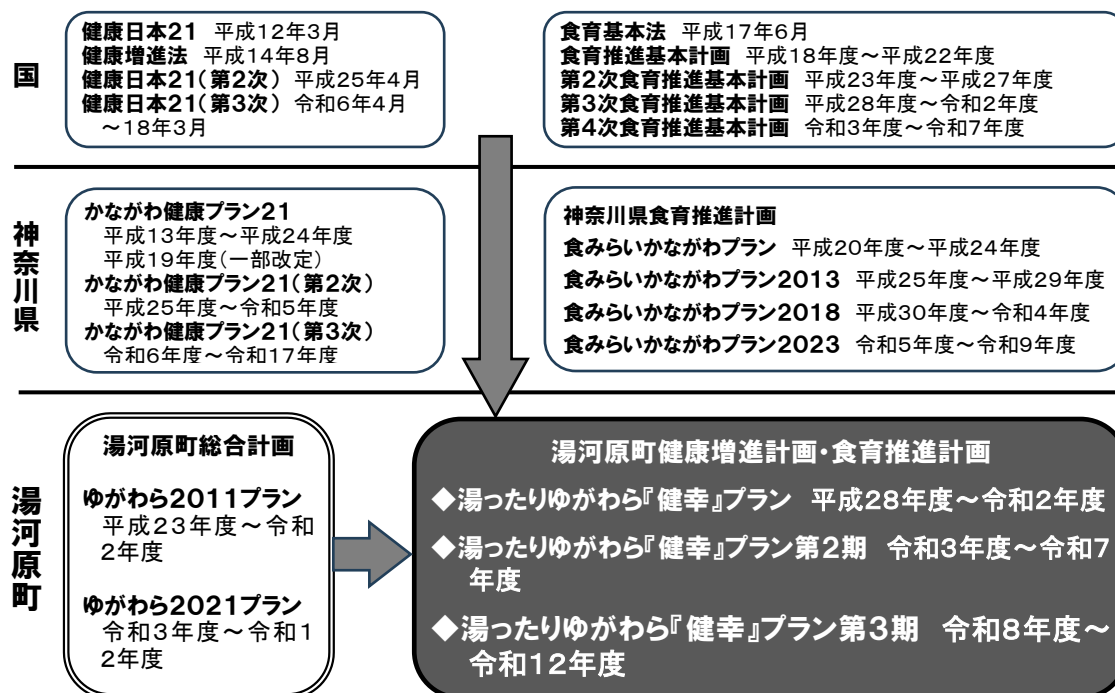 国
健康日本21 平成12年3月
健康増進法 平成14年8月
健康日本21(第2次) 平成25年4月
健康日本21(第3次) 令和6年4月
~18年3月
食育基本法 平成17年6月
食育推進基本計画 平成18年度~平成22年度
第2次食育推進基本計画 平成23年度~平成27年度
第3次食育推進基本計画 平成28年度~令和2年度
第4次食育推進基本計画 令和3年度~令和7年度
神奈川県
かながわ健康プラン21
平成13年度~平成24年度
平成19年度(一部改定)
かながわ健康プラン21(第2次)
平成25年度~令和5年度
かながわ健康プラン21(第3次)
令和6年度~令和17年度
神奈川県食育推進計画
食みらいかながわプラン 平成20年度~平成24年度
食みらいかながわプラン2013 平成25年度~平成29年度
食みらいかながわプラン2018 平成30年度~令和4年度
食みらいかながわプラン2023 令和5年度~令和9年度
湯河原町
湯河原町総合計画
ゆがわら2011プラン
平成23年度~令和
2年度
ゆがわら2021プラン
令和3年度~令和1
2年度
湯河原町健康増進計画・食育推進計画
◆湯ったりゆがわら『健幸』プラン 平成28年度~令和2年度
◆湯ったりゆがわら『健幸』プラン第2期 令和3年度~令和7
年度
◆湯ったりゆがわら『健幸』プラン第3期 令和8年度~
令和12年度